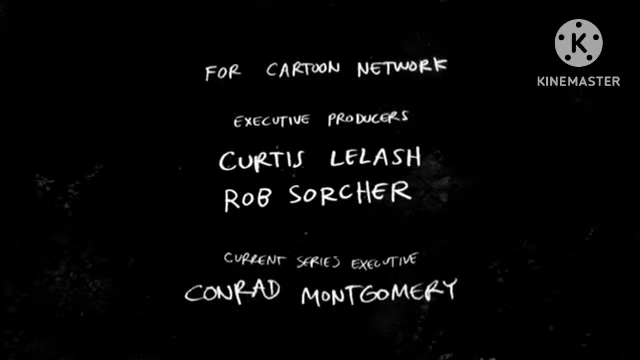 FOR CARTOON NETWORK
K
KINEMASTER
EXECUTIVE PRODUCERS
CURTIS LELASH
ROB SORCHER
CURRENT SERIES EXECUTIVE
CONRAD MONTGOMERY